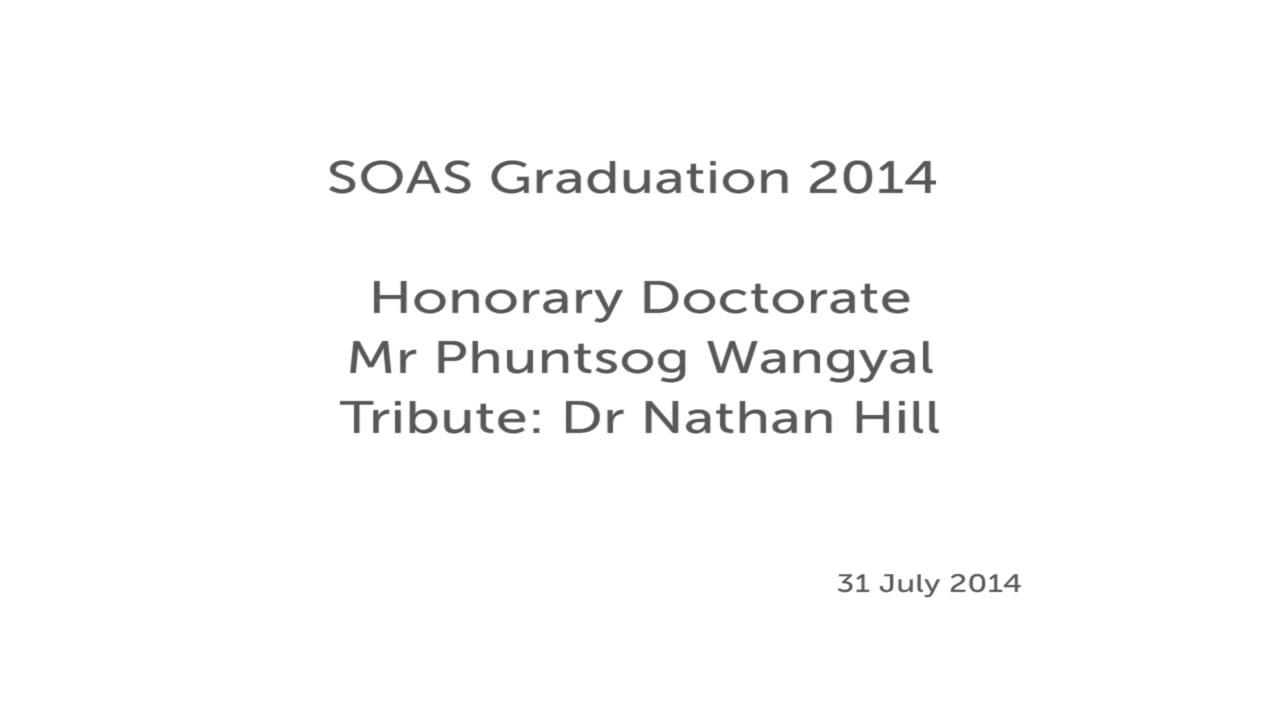 SOAS Graduation 2014
Honorary Doctorate
Mr Phuntsog Wangyal
Tribute: Dr Nathan Hill
31 July 2014